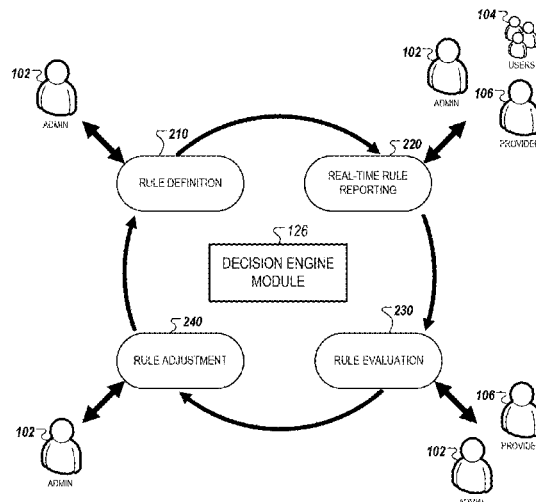 104
USERS
102
ADMIN
106
PROVIDER
102
ADMIN
210
RULE DEFINITION
220
REAL-TIME RULE
REPORTING
126
DECISION ENGINE
MODULE
240
RULE ADJUSTMENT
230
RULE EVALUATION
102
ADMIN
106
PROVIDER
102
ADMIN